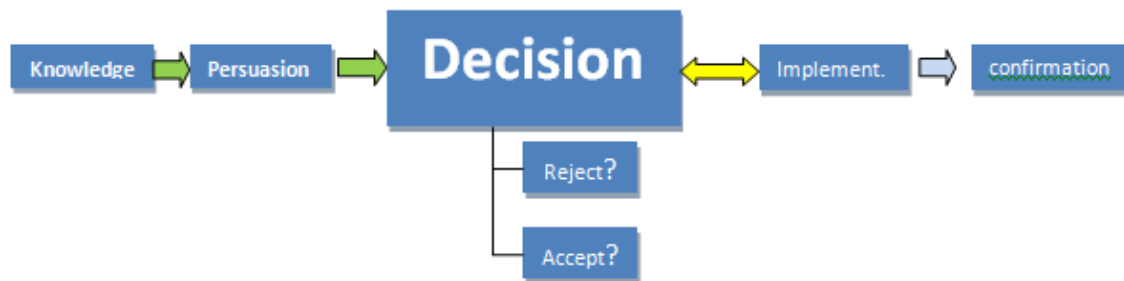 Knowledge
Persuasion
Decision
Implement.
confirmation
Reject?
Accept?